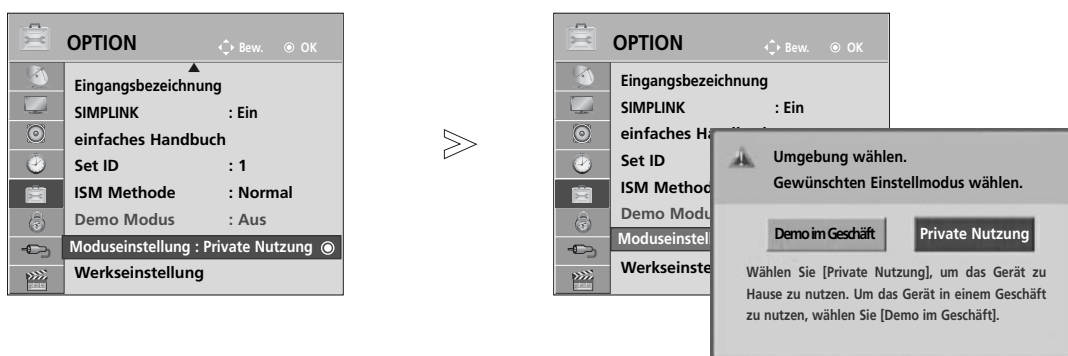 OPTION
Bew. OK
Eingangsbezeichnung
SIMPLINK : Ein
einfaches Handbuch
Set ID : 1
ISM Methode : Normal
Demo Modus : Aus
Moduseinstellung : Private Nutzung
Werkseinstellung
OPTION
Bew. OK
Eingangsbezeichnung
SIMPLINK : Ein
einfaches
Set ID
ISM Method
Demo Modu
Moduseinstel
Werkseinste
Umgebung wählen.
Gewünschten Einstellmodus wählen.
Demo im Geschäft Private Nutzung
Wählen Sie [Private Nutzung], um das Gerät zu
Hause zu nutzen. Um das Gerät in einem Geschäft
zu nutzen, wählen Sie [Demo im Geschäft].